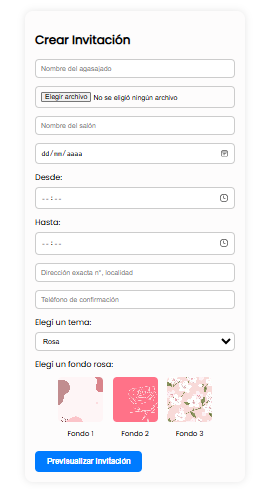 Crear Invitación
Nombre del agasajado
Elegir archivo No se eligió ningún archivo
Nombre del salón
dd/mm/aaaa
Desde:
--:--
Hasta:
--:--
Dirección exacta n°, localidad
Teléfono de confirmación
Elegí un tema:
Rosa
Elegí un fondo rosa:
Fondo 1 Fondo 2 Fondo 3
Previsualizar Invitación